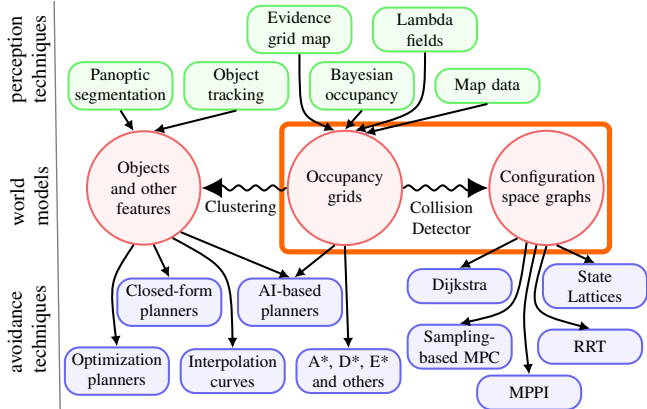 perception
techniques
Evidence
grid map
Lambda
fields
Panoptic
segmentation
Object
tracking
Bayesian
occupancy
Map data
world
models
Objects
and other
features
Clustering
Occupancy
grids
Collision
Detector
Configuration
space graphs
avoidance
techniques
Closed-form
planners
AI-based
planners
Dijkstra
State
Lattices
Optimization
planners
Interpolation
curves
A*, D*, E*
and others
Sampling-
based MPC
RRT
MPPI